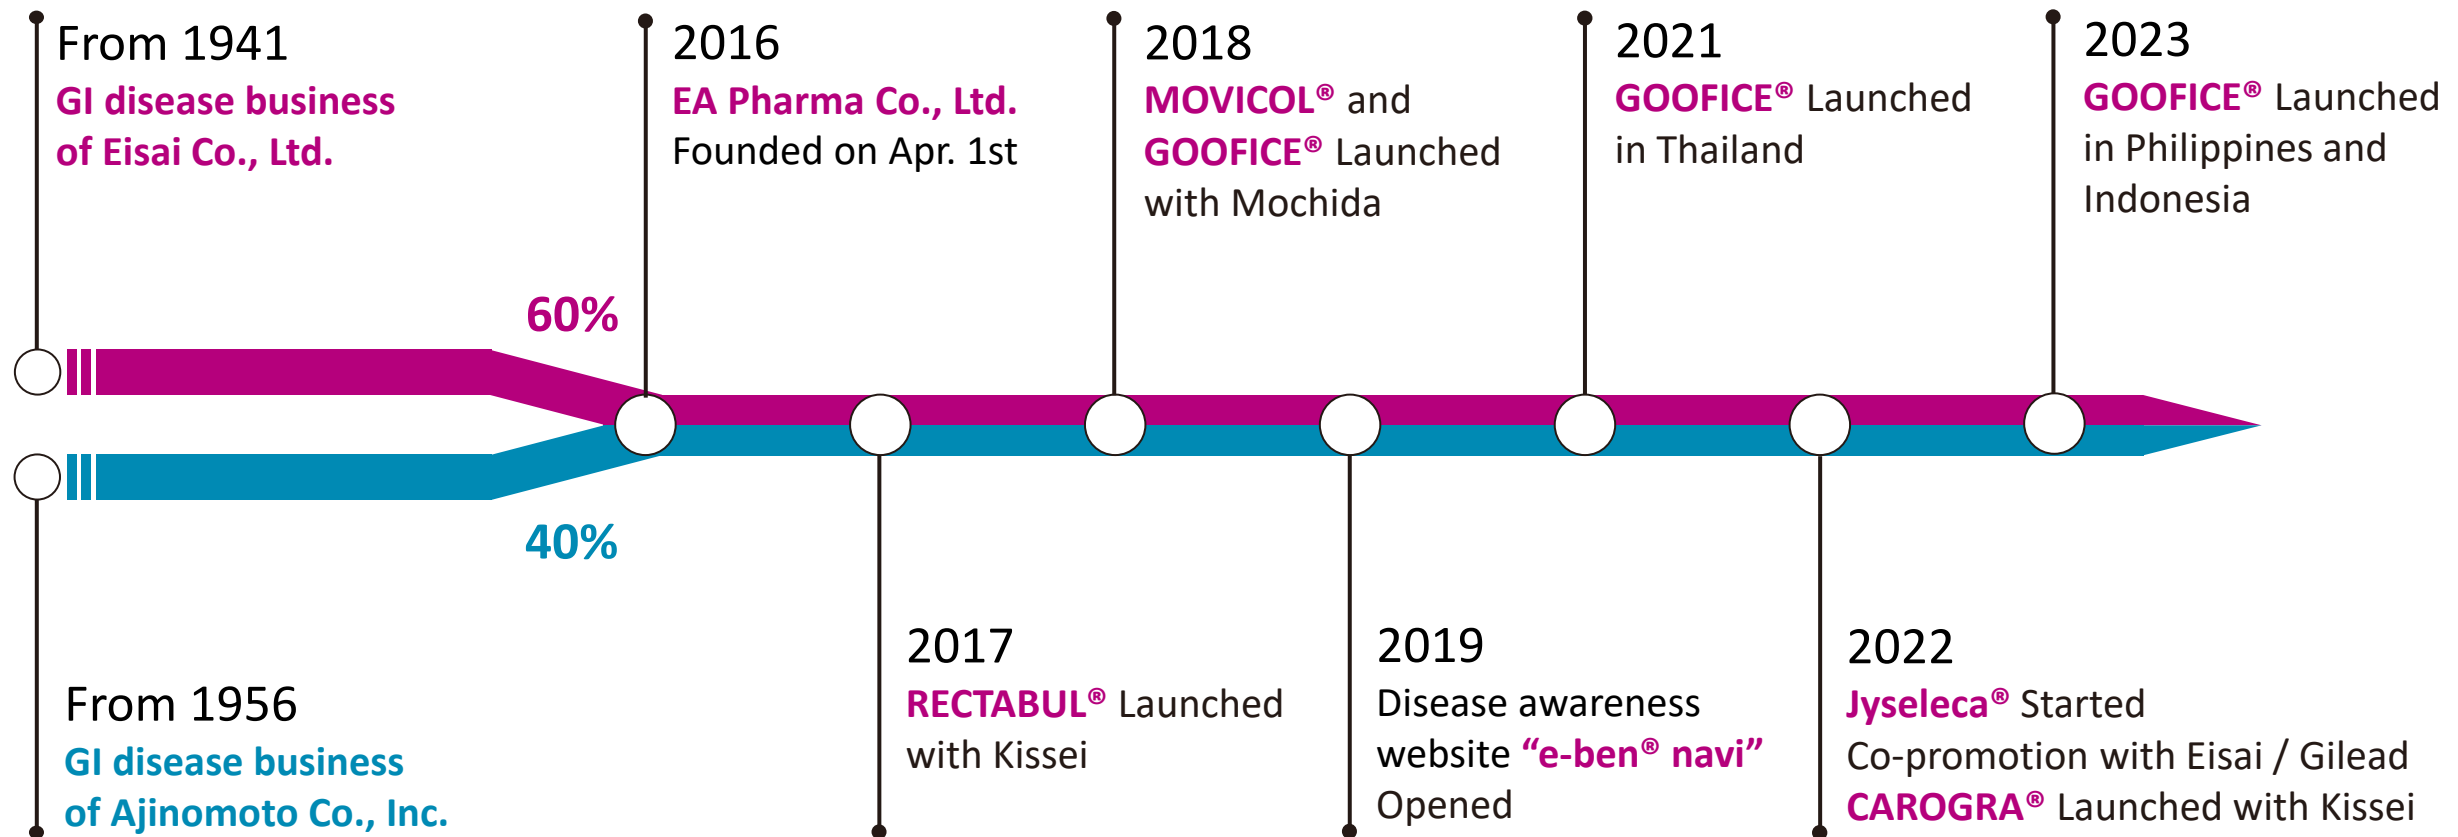 From 1941
GI disease business
of Eisai Co., Ltd.
2016
EA Pharma Co., Ltd.
Founded on Apr. 1st
2018
MOVICOL® and
GOOFICE® Launched
with Mochida
2021
GOOFICE® Launched
in Thailand
2023
GOOFICE® Launched
in Philippines and
Indonesia
60%
40%
From 1956
GI disease business
of Ajinomoto Co., Inc.
2017
RECTABUL® Launched
with Kissei
2019
Disease awareness
website “e-ben® navi”
Opened
2022
Jyseleca® Started
Co-promotion with Eisai / Gilead
CAROGRA® Launched with Kissei